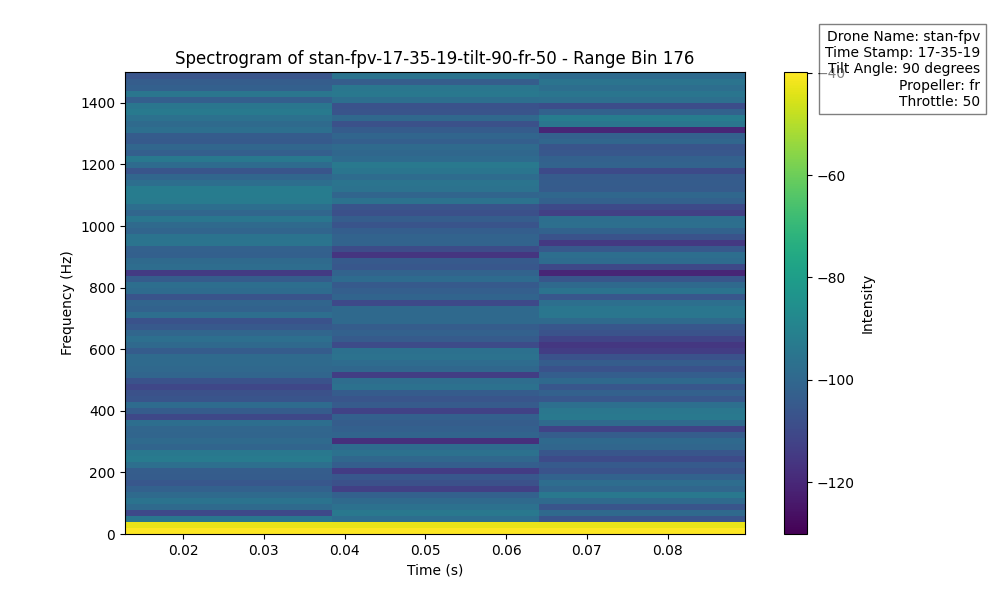 Drone Name: stan-fpv
Time Stamp: 17-35-19
Tilt Angle: 90 degrees
Propeller: fr
Throttle: 50
Spectrogram of stan-fpv-17-35-19-tilt-90-fr-50 - Range Bin 176
1400
1200
1000
800
600
400
200
0
Frequency (Hz)
0.02 0.03 0.04 0.05 0.06 0.07 0.08
Time (s)
−40
−60
−80
−100
−120
Intensity